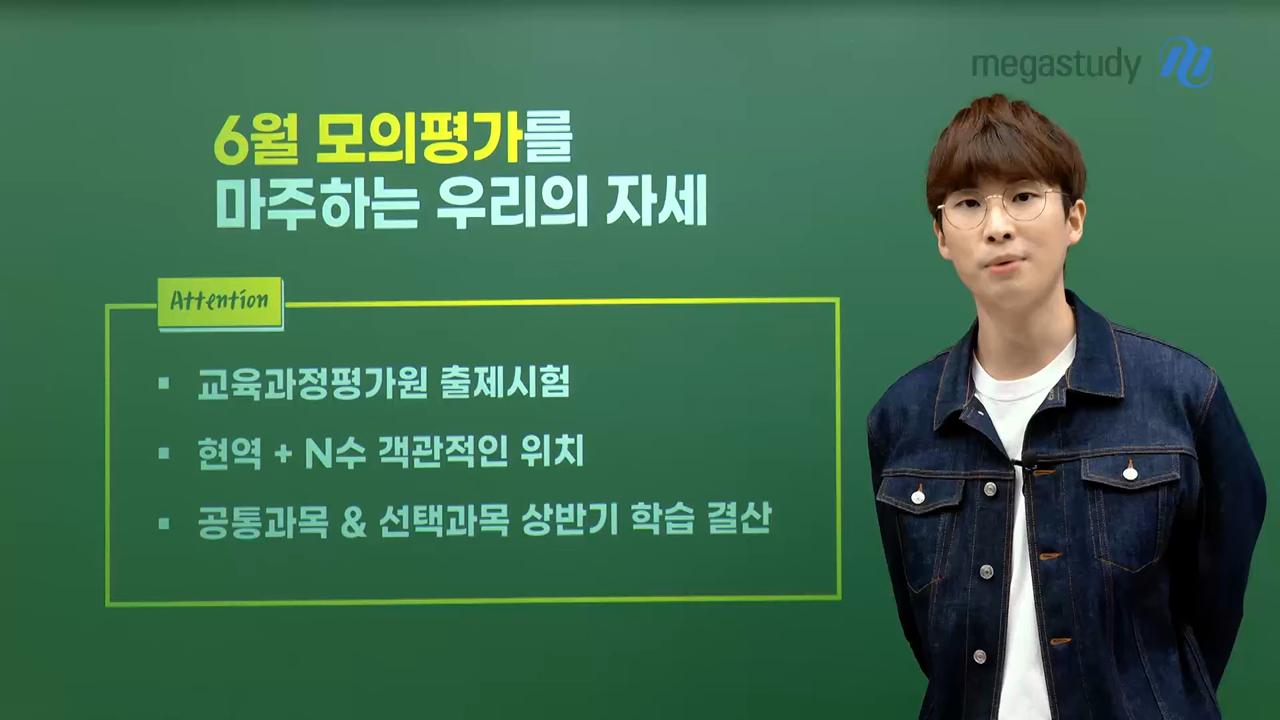 megastudy
6월 모의평가를
마주하는 우리의 자세
Attention
▪ 교육과정평가원 출제시험
▪ 현역 + N수 객관적인 위치
▪ 공통과목 & 선택과목 상반기 학습 결산